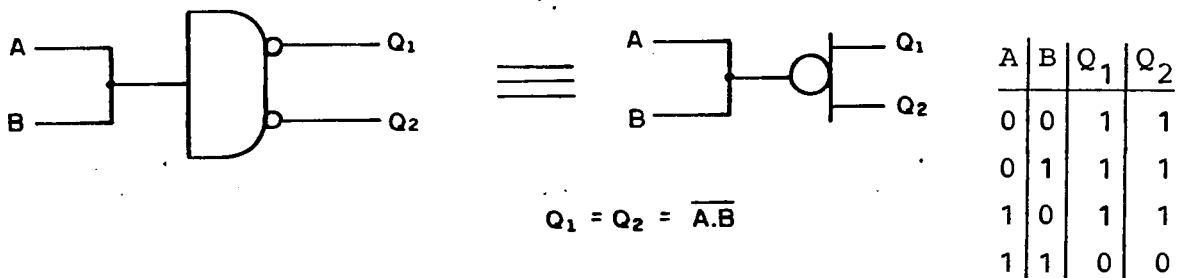 A
B
Q1
Q2
A
B
Q1
Q2
Q1 = Q2 = \overline{A.B}
A B Q1 Q2
0 0 1 1
0 1 1 1
1 0 1 1
1 1 0 0